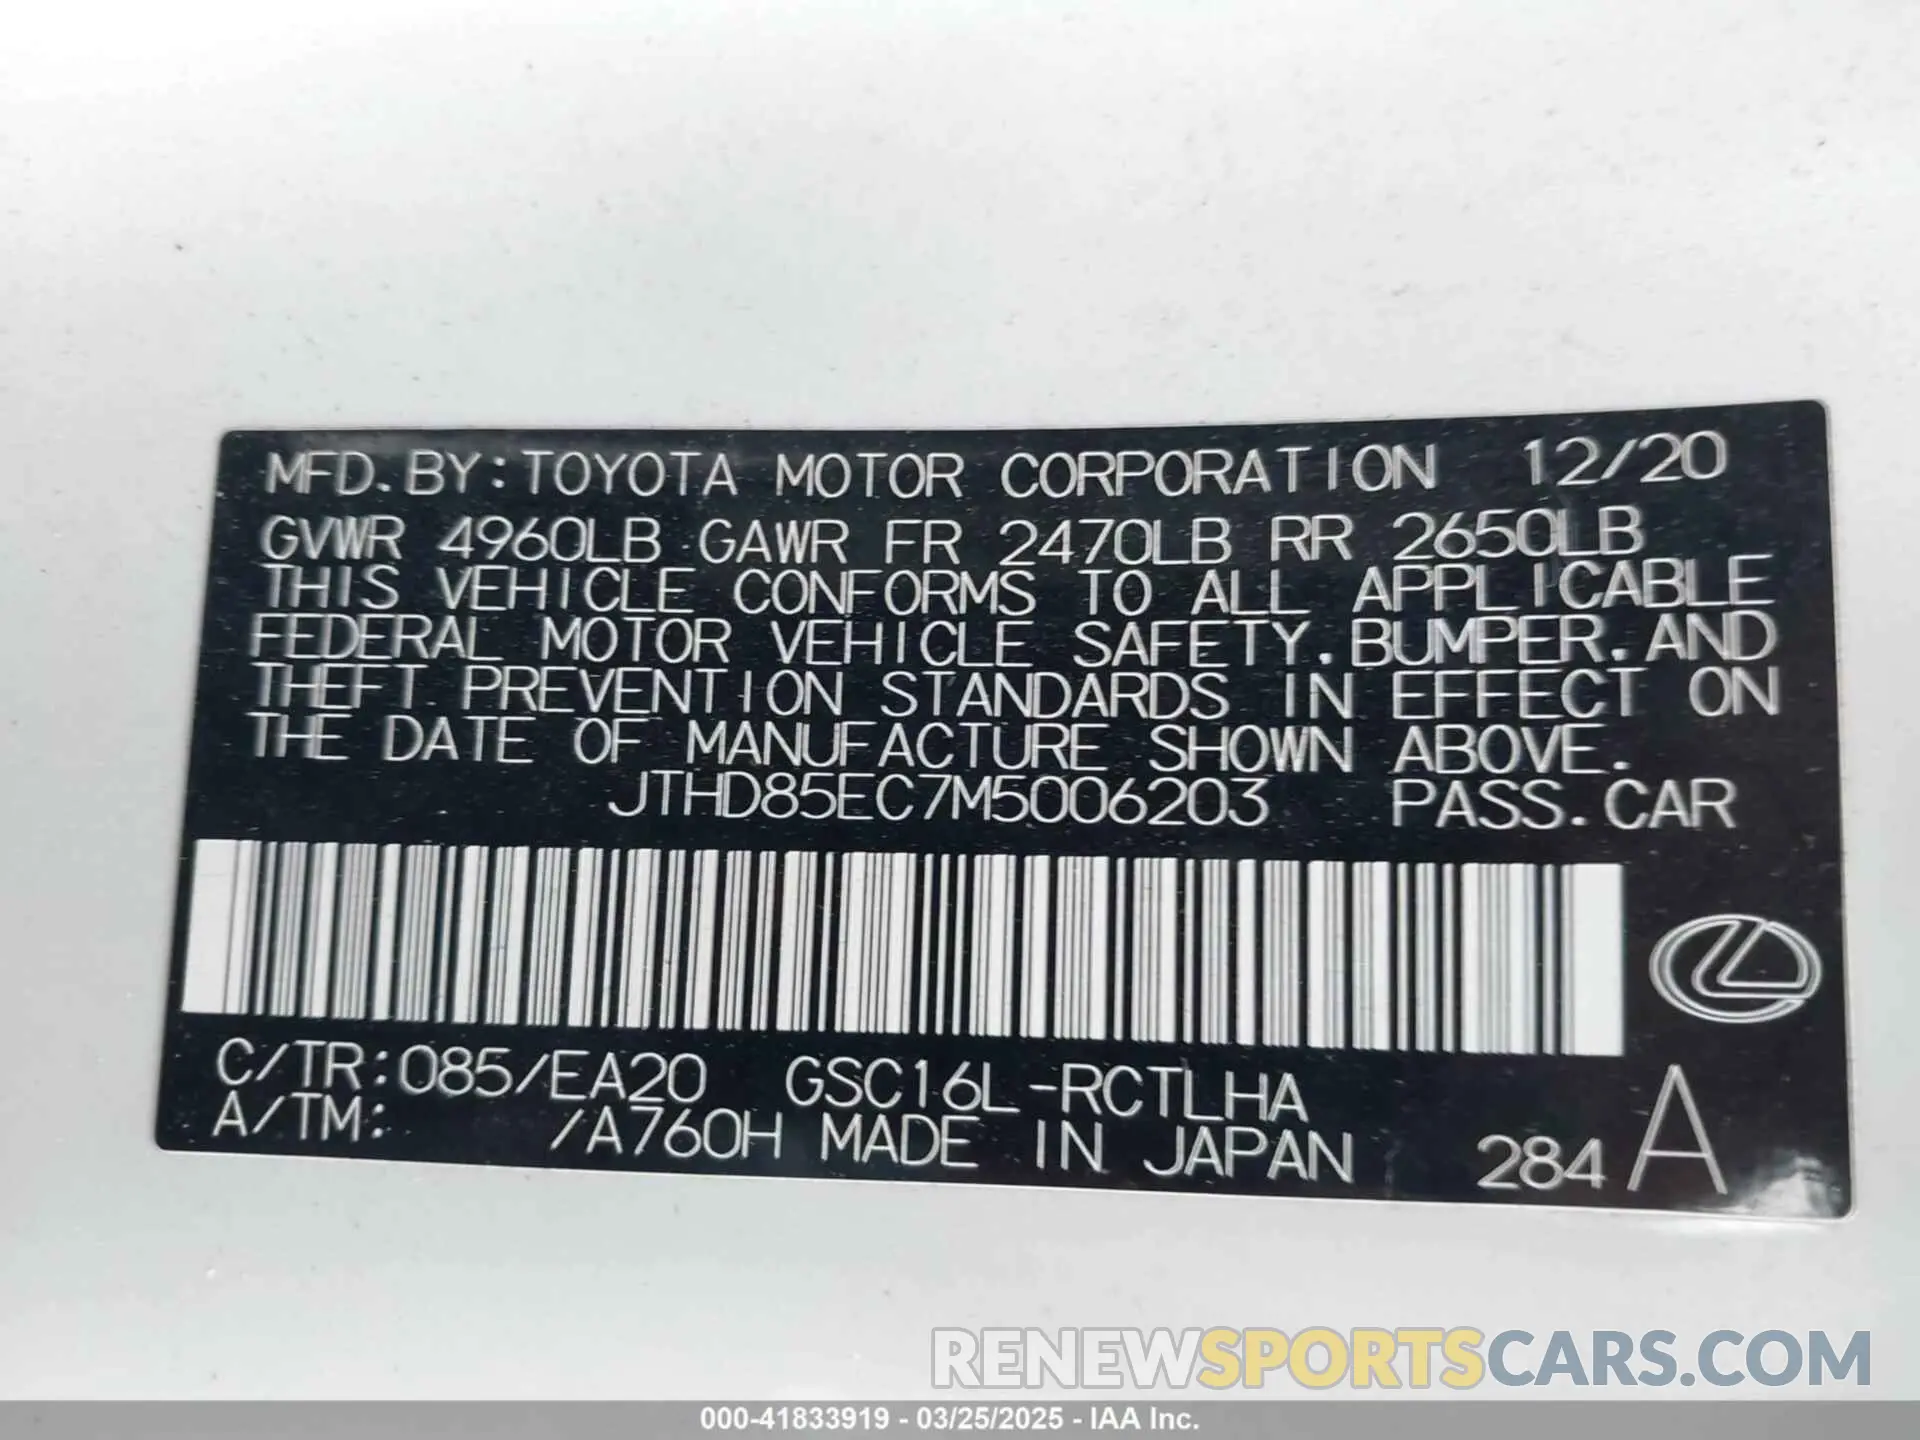 MFD. BY: TOYOTA MOTOR CORPORATION 12/20
GVWR 4960LB GAWR FR 2470LB RR 2650LB
THIS VEHICLE CONFORMS TO ALL APPLICABLE
FEDERAL MOTOR VEHICLE SAFETY. BUMPER. AND
THEFT PREVENTION STANDARDS IN EFFECT ON
THE DATE OF MANUFACTURE SHOWN ABOVE.
JTHD85EC7M5006203 PASS. CAR
C/TR: 085/EA20 GSC16L-RCTLHA
A/TM: /A760H MADE IN JAPAN 284 A
RENEWSPORTSCARS.COM
000-41833919 - 03/25/2025 - IAA Inc.